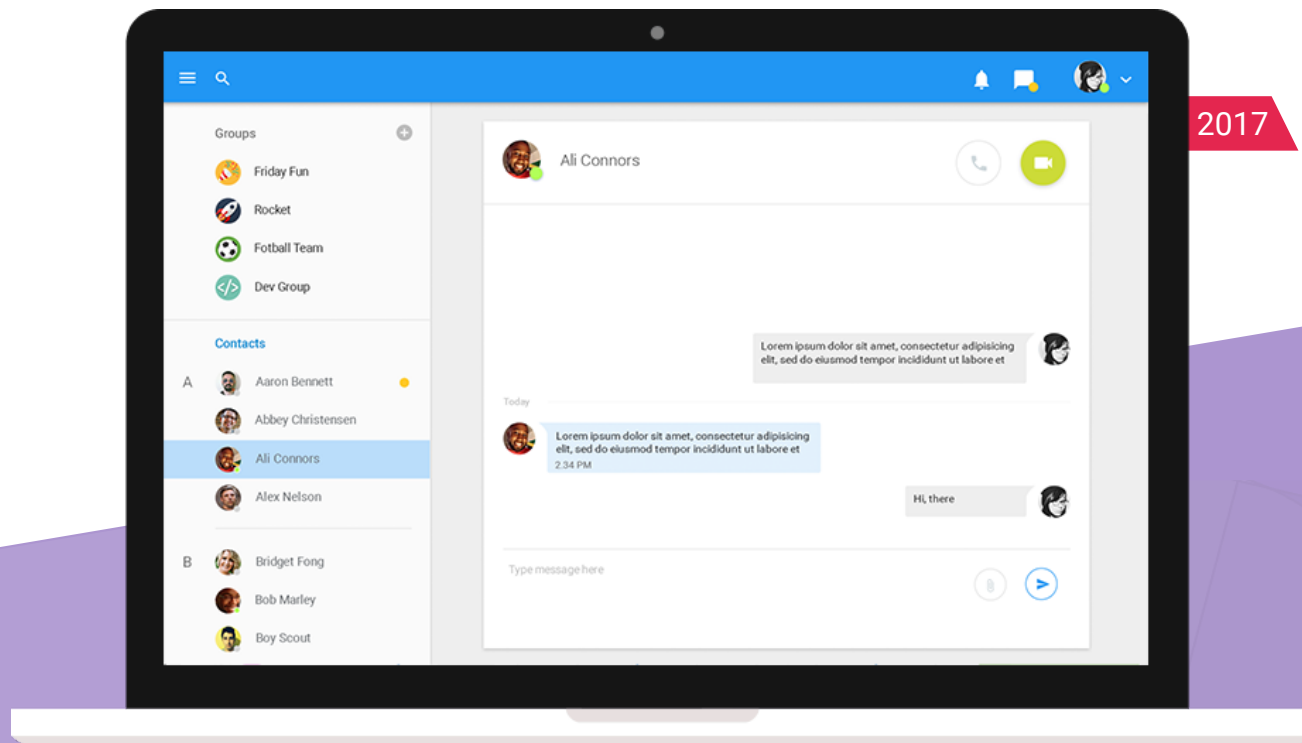 2017
Groups
Friday Fun
Rocket
Fotball Team
Dev Group
Contacts
A
Aaron Bennett
Abbey Christensen
Ali Connors
Alex Nelson
B
Bridget Fong
Bob Marley
Boy Scout
Ali Connors
Lorem ipsum dolor sit amet, consectetur adipisicing
elit, sed do eiusmod tempor incididunt ut labore et
Today
Lorem ipsum dolor sit amet, consectetur adipisicing
elit, sed do eiusmod tempor incididunt ut labore et
2.34 PM
Hi, there
Type message here